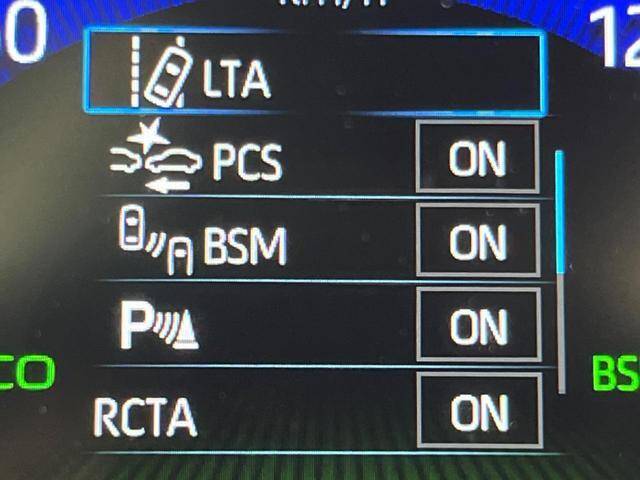 LTA
PCS ON
BSM ON
P ON
RCTA ON